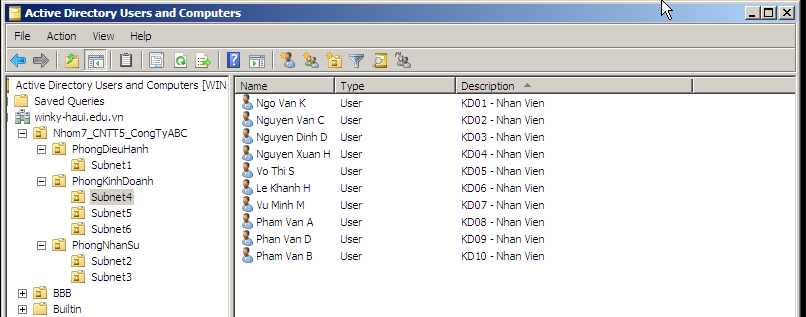 Active Directory Users and Computers
File Action View Help
Active Directory Users and Computers [WIN
Saved Queries
winky-haui.edu.vn
Nhom7_CNTT5_CongTyABC
PhongDieuHanh
Subnet1
PhongKinhDoanh
Subnet4
Subnet5
Subnet6
PhongNhanSu
Subnet2
Subnet3
BBB
Builtin
Name Type Description
Ngo Van K User KD01 - Nhan Vien
Nguyen Van C User KD02 - Nhan Vien
Nguyen Dinh D User KD03 - Nhan Vien
Nguyen Xuan H User KD04 - Nhan Vien
Vo Thi S User KD05 - Nhan Vien
Le Khanh H User KD06 - Nhan Vien
Vu Minh M User KD07 - Nhan Vien
Pham Van A User KD08 - Nhan Vien
Phan Van D User KD09 - Nhan Vien
Pham Van B User KD10 - Nhan Vien